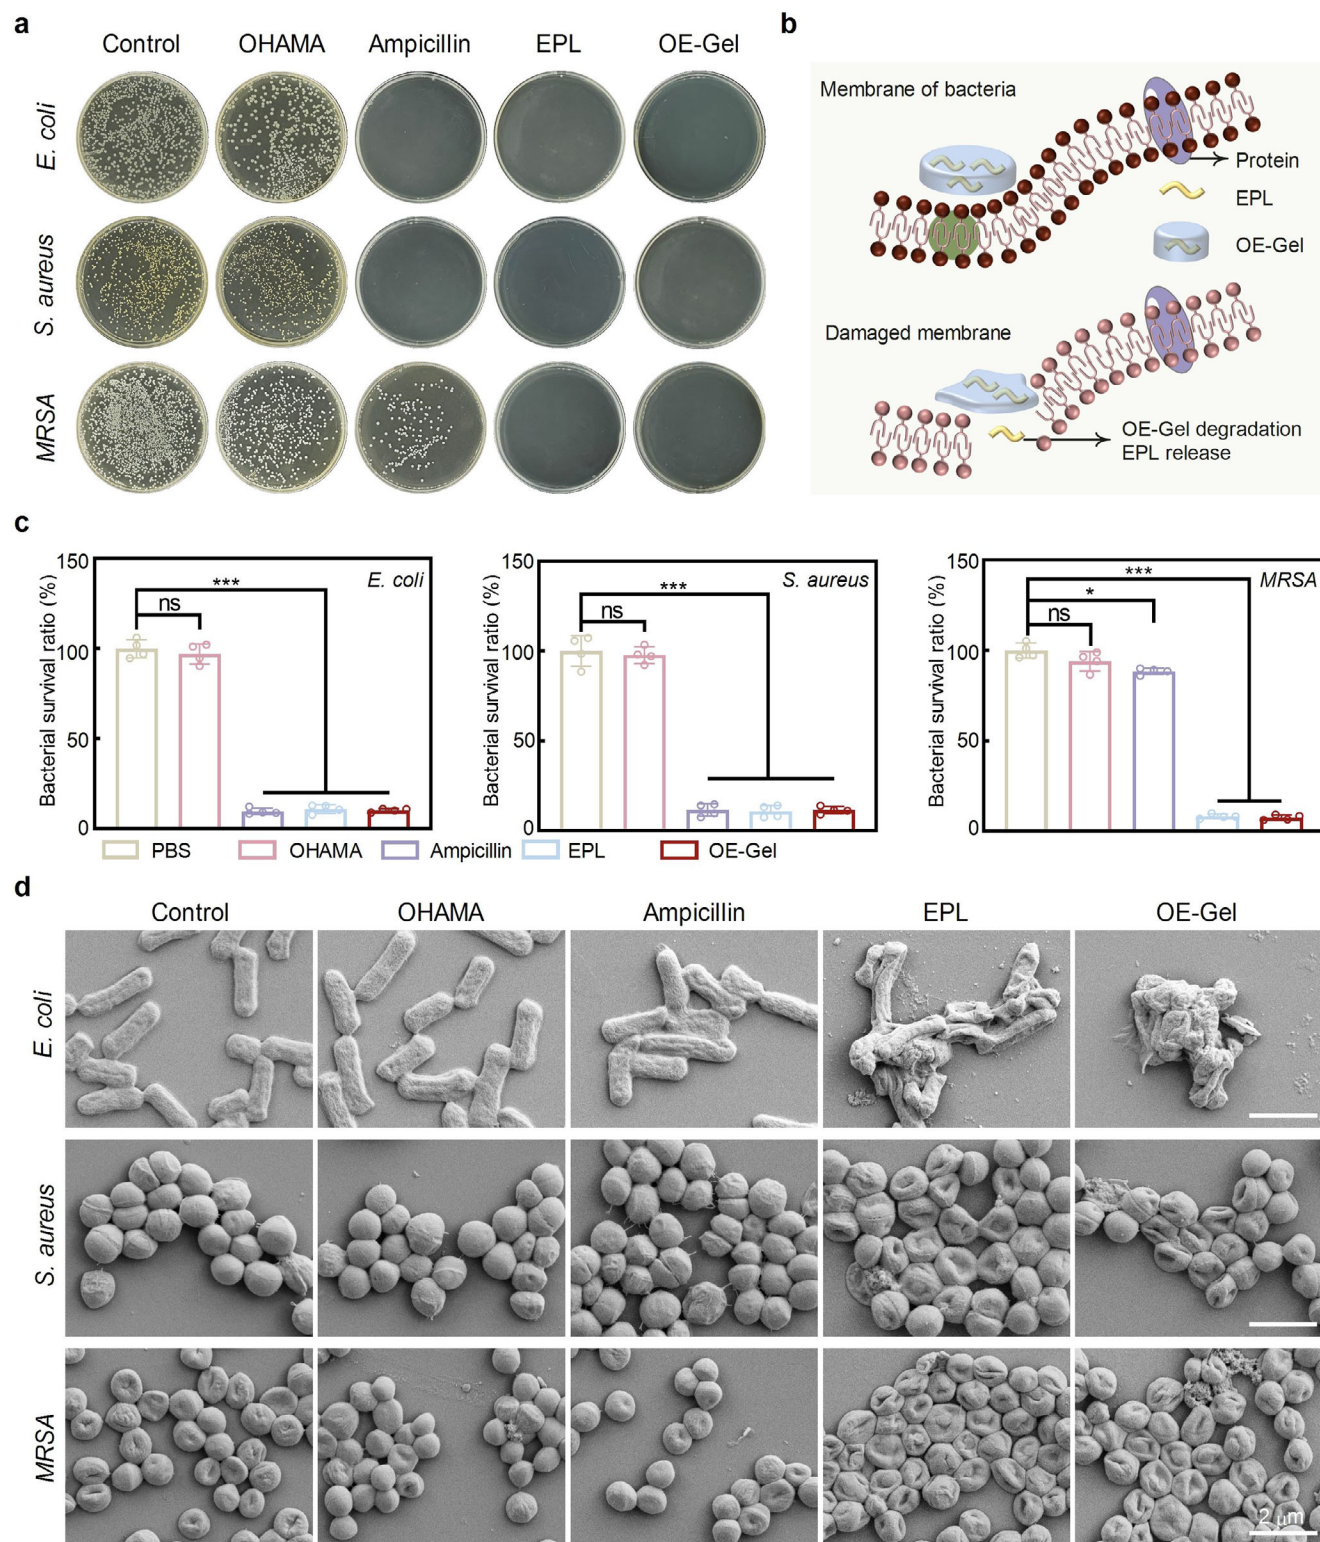 a
Control OHAMA Ampicillin EPL OE-Gel
E. coli
S. aureus
MRSA
b
Membrane of bacteria
Protein
EPL
OE-Gel
Damaged membrane
OE-Gel degradation
EPL release
c
Bacterial survival ratio (%)
150
100
50
0
***
ns
E. coli
Bacterial survival ratio (%)
150
100
50
0
***
ns
S. aureus
Bacterial survival ratio (%)
150
100
50
0
***
*
ns
MRSA
PBS OHAMA Ampicillin EPL OE-Gel
d
Control OHAMA Ampicillin EPL OE-Gel
E. coli
S. aureus
MRSA
2 μm